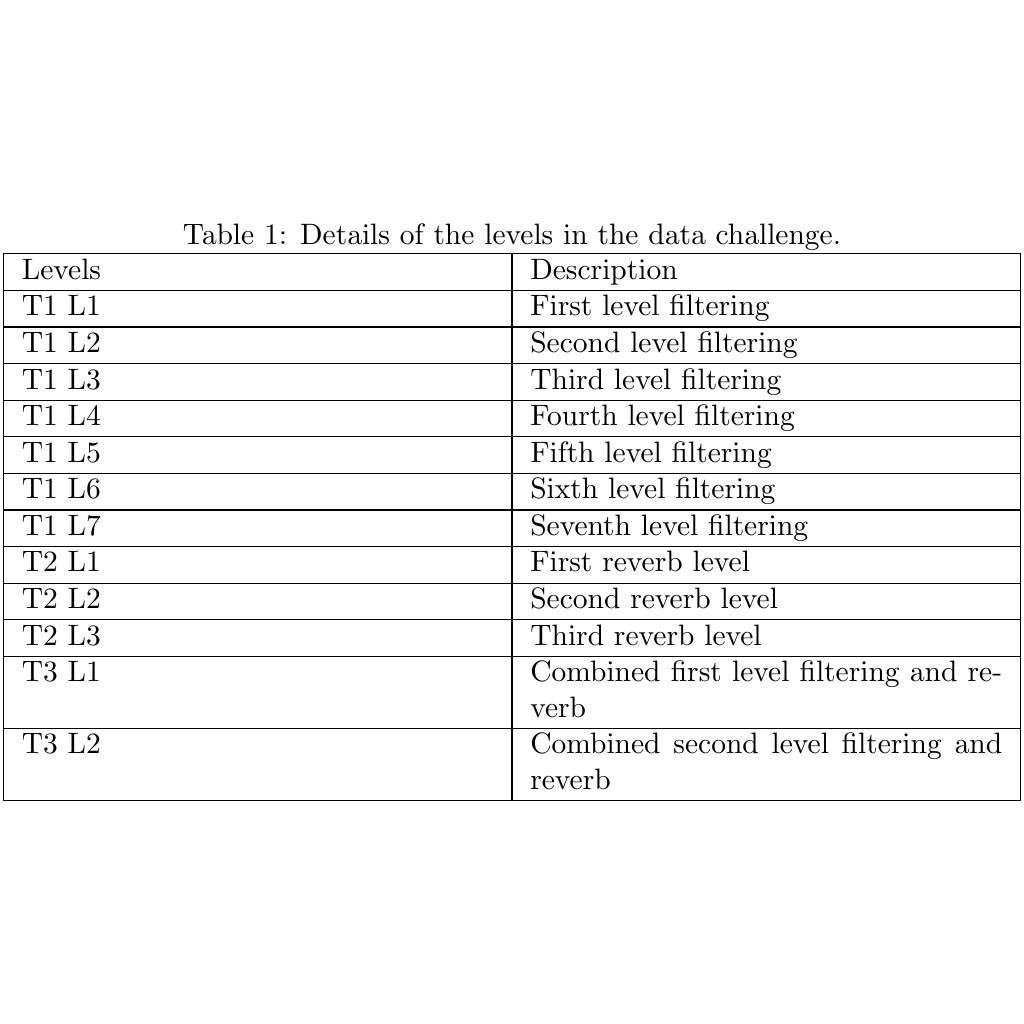 Table 1: Details of the levels in the data challenge.
Levels Description
T1 L1 First level filtering
T1 L2 Second level filtering
T1 L3 Third level filtering
T1 L4 Fourth level filtering
T1 L5 Fifth level filtering
T1 L6 Sixth level filtering
T1 L7 Seventh level filtering
T2 L1 First reverb level
T2 L2 Second reverb level
T2 L3 Third reverb level
T3 L1 Combined first level filtering and re-
verb
T3 L2 Combined second level filtering and
reverb